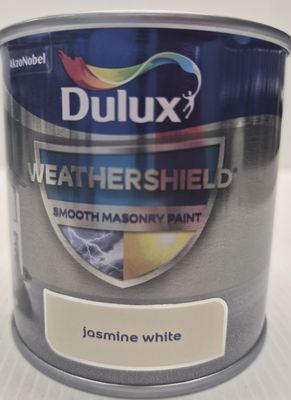 AkzoNobel
Dulux
WEATHERSHIELD
SMOOTH MASONRY PAINT
jasmine white